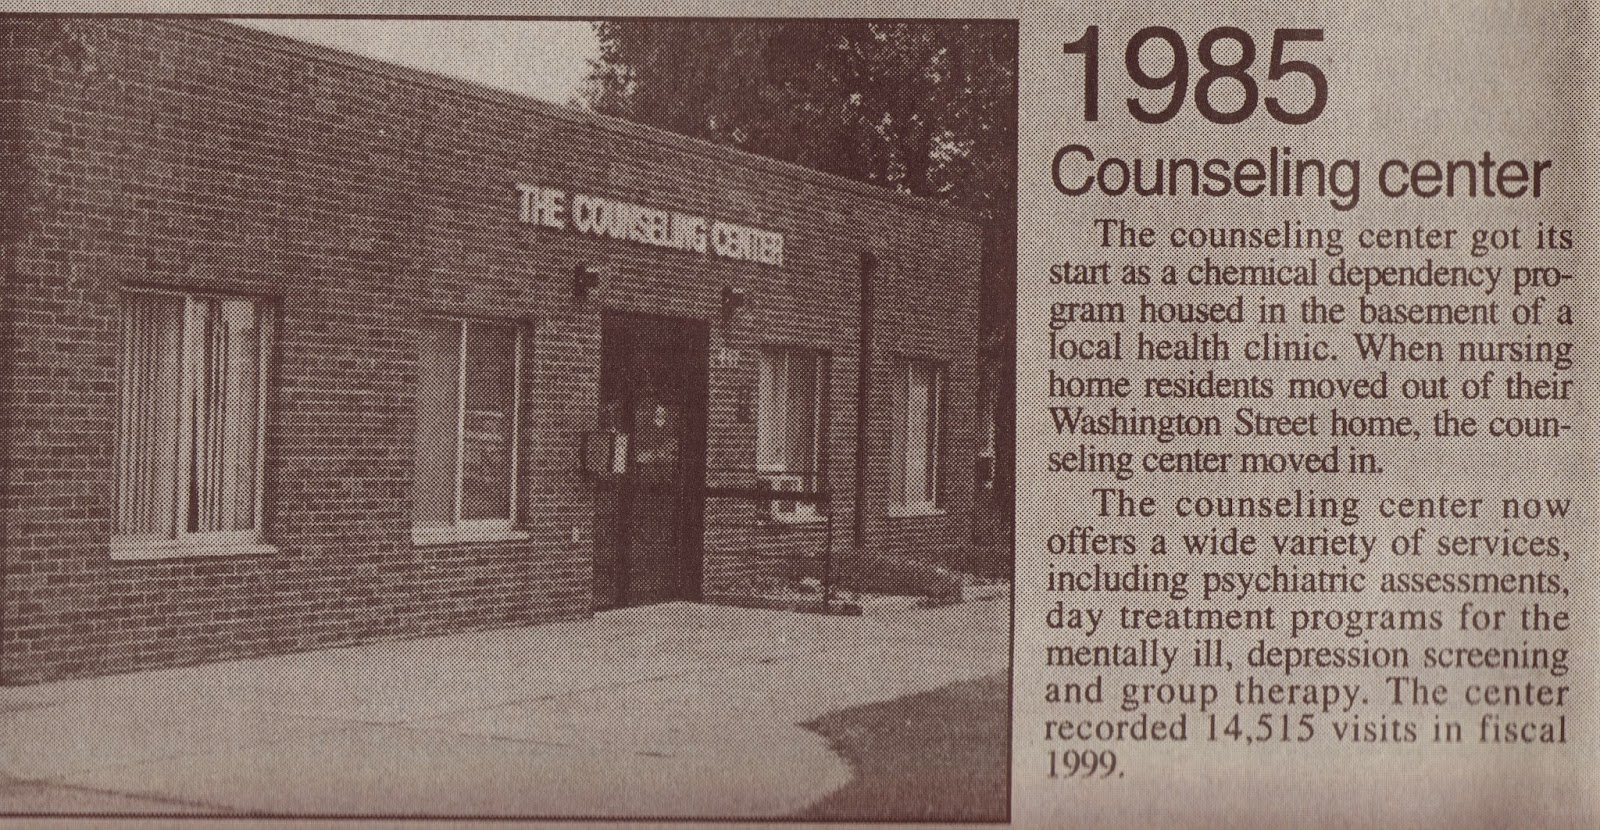 THE COUNSELING CENTER
1985
Counseling center
The counseling center got its
start as a chemical dependency pro-
gram housed in the basement of a
local health clinic. When nursing
home residents moved out of their
Washington Street home, the coun-
seling center moved in.
The counseling center now
offers a wide variety of services,
including psychiatric assessments,
day treatment programs for the
mentally ill, depression screening
and group therapy. The center
recorded 14,515 visits in fiscal
1999.